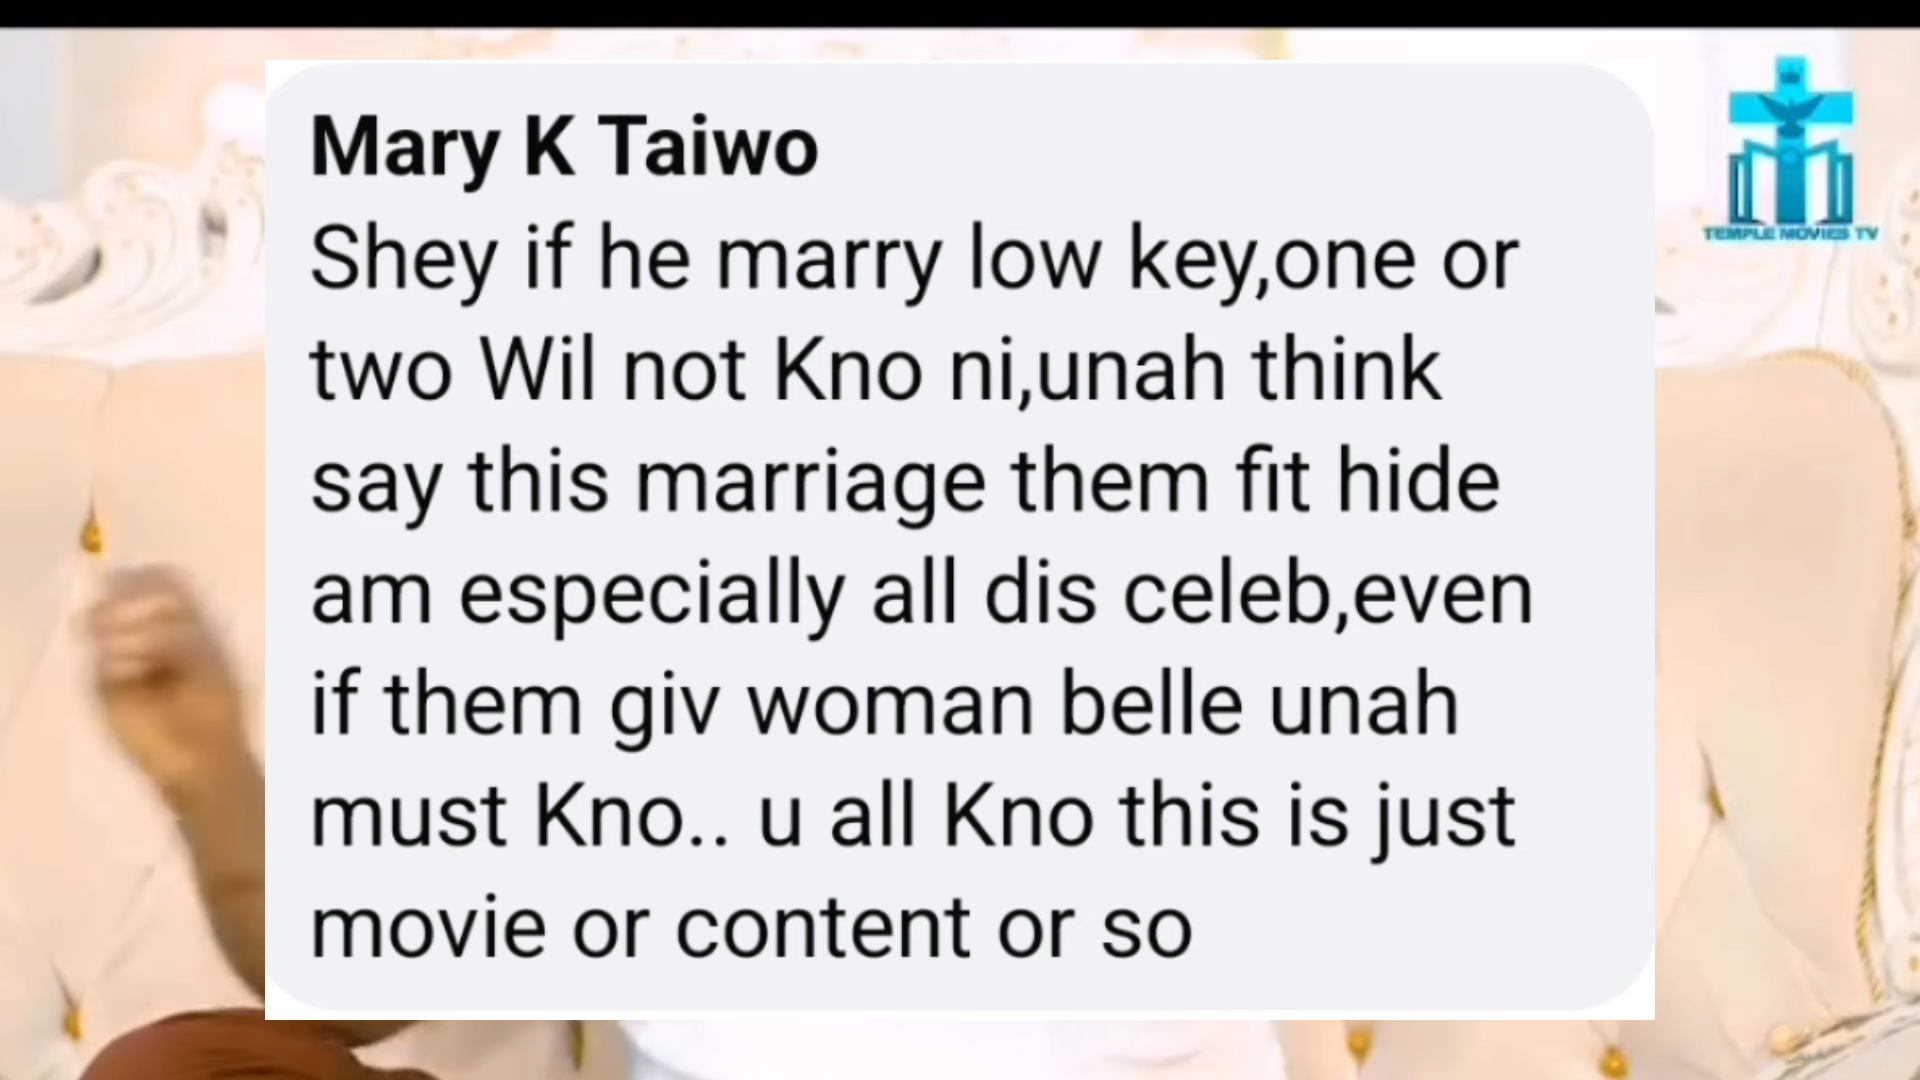 Mary K Taiwo
Shey if he marry low key,one or
two Wil not Kno ni,unah think
say this marriage them fit hide
am especially all dis celeb,even
if them giv woman belle unah
must Kno.. u all Kno this is just
movie or content or so
TEMPLE MOVIES TV